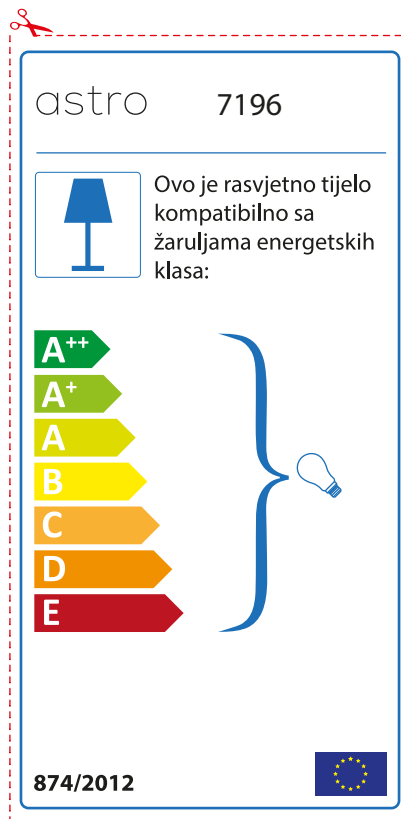 astro 7196
Ovo je rasvjetno tijelo
kompatibilno sa
žaruljama energetskih
klasa:
A++
A+
A
B
C
D
E
874/2012